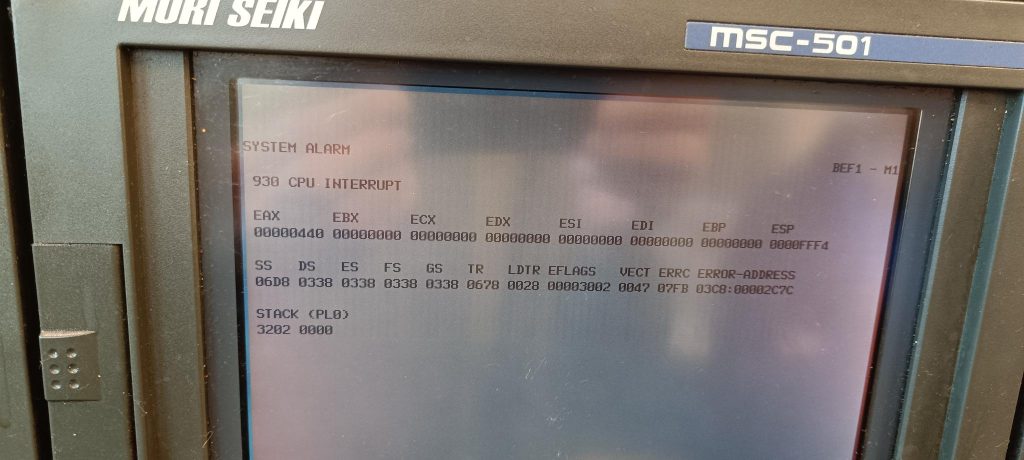 MORI SEIKI
MSC-501
SYSTEM ALARM
BEF1 - M1
930 CPU INTERRUPT
EAX EBX ECX EDX ESI EDI EBP ESP
00000440 00000000 00000000 00000000 00000000 00000000 00000000 0000FFF4
SS DS ES FS GS TR LDTR EFLAGS VECT ERRC ERROR-ADDRESS
06D8 0338 0338 0338 0338 0678 0028 00003002 0047 07FB 03C8:00002C7C
STACK (PL0)
3202 0000